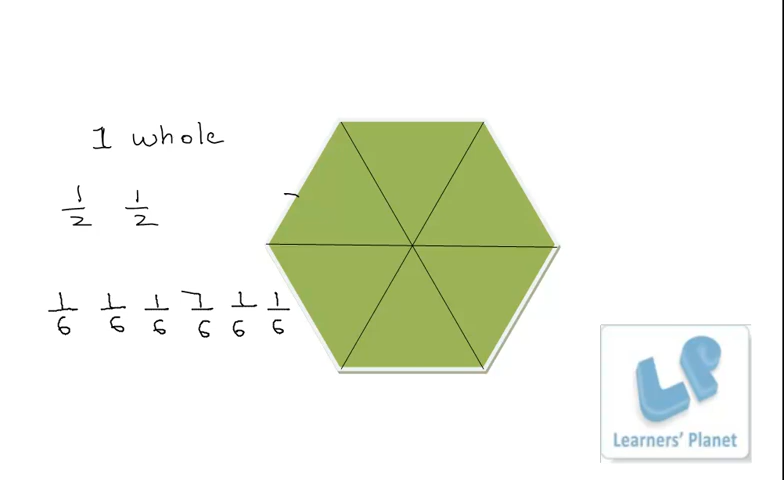 1 whole
1/2 1/2
1/6 1/6 1/6 1/6 1/6 1/6
LP
Learners' Planet